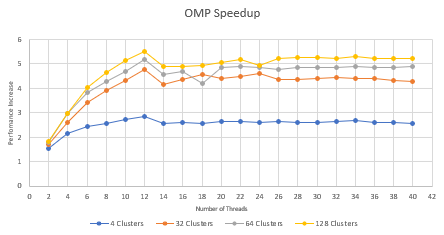 OMP Speedup
Performance Increase
6
5
4
3
2
1
0
0 2 4 6 8 10 12 14 16 18 20 22 24 26 28 30 32 34 36 38 40 42
Number of Threads
4 Clusters 32 Clusters 64 Clusters 128 Clusters